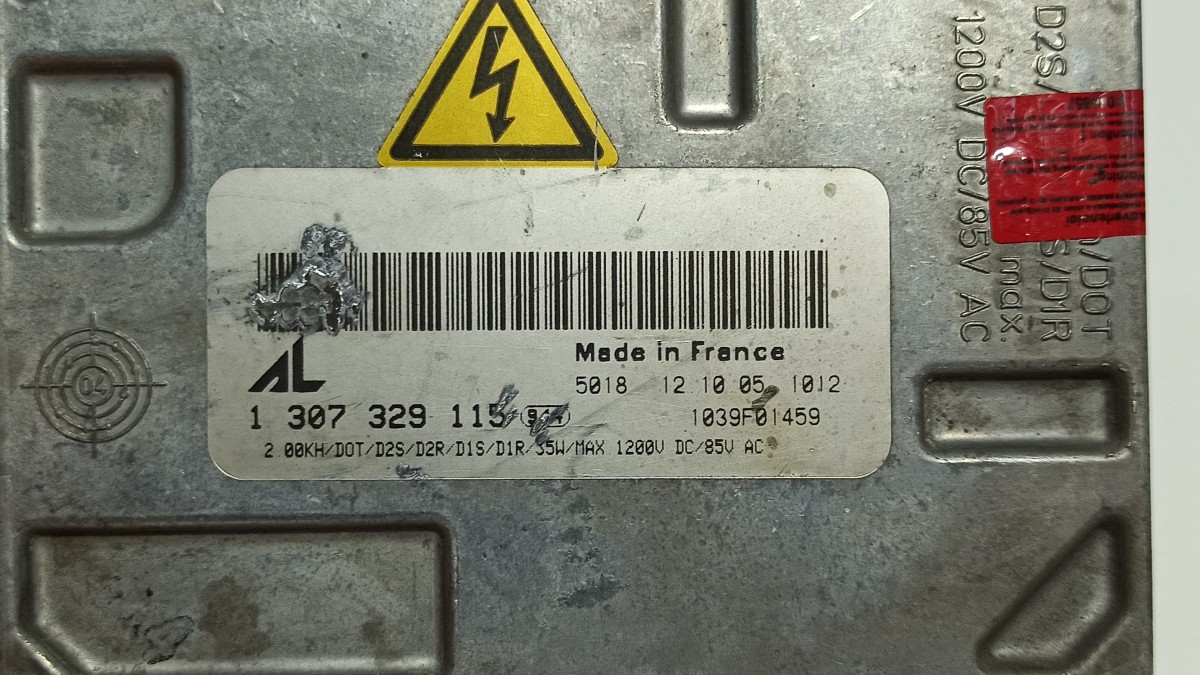 AL
Made in France
5018 12 10 05 1012
1 307 329 115
1039F01459
2 00KH/DOT/D2S/D2R/D1S/D1R/35W/MAX 1200V DC/85V AC
04
D2S/
/DOT
S/D1R
max.
1200V DC/85V AC